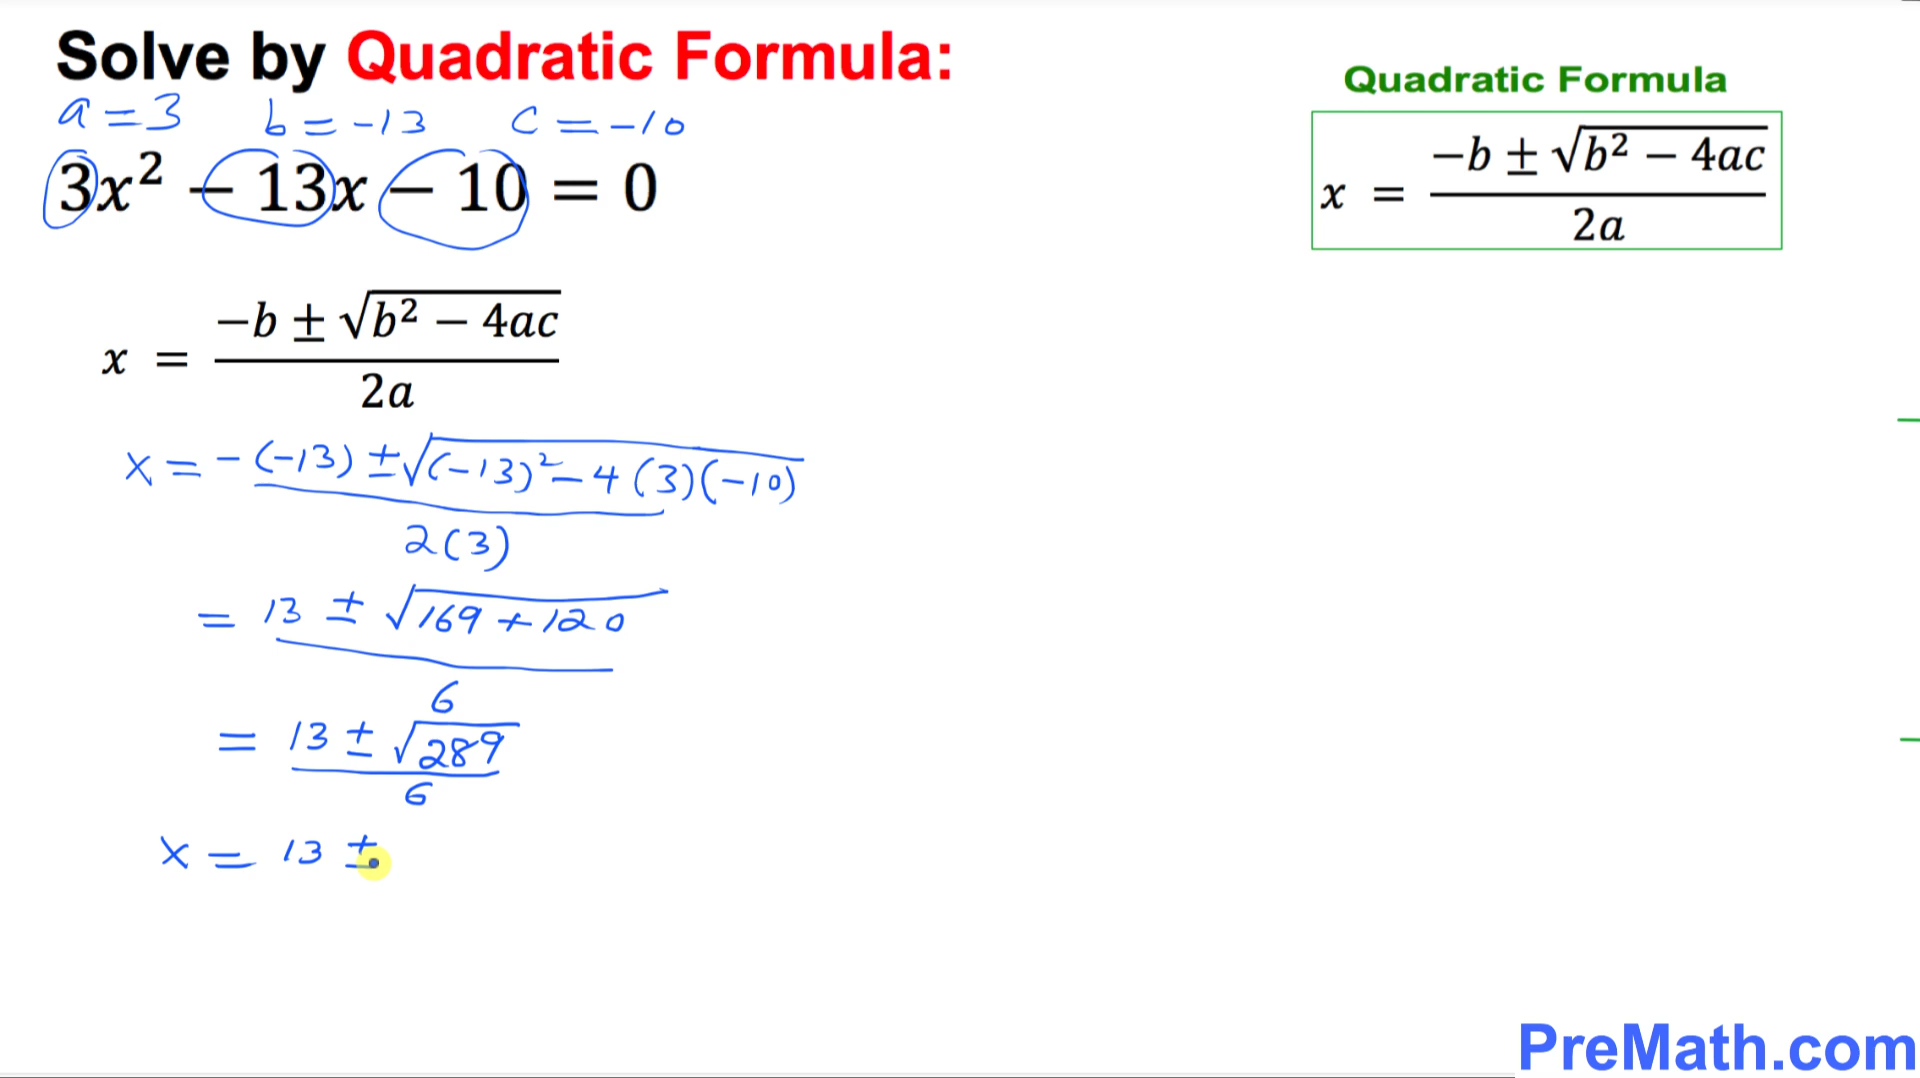 Solve by Quadratic Formula:
a = 3 b = -13 c = -10
3x² − 13x − 10 = 0
x = (−b ± √(b² − 4ac)) / 2a
x = (-(-13) ± √((-13)² - 4(3)(-10))) / 2(3)
= (13 ± √(169 + 120)) / 6
= (13 ± √289) / 6
x = 13 ±
Quadratic Formula
x = (−b ± √(b² − 4ac)) / 2a
PreMath.com